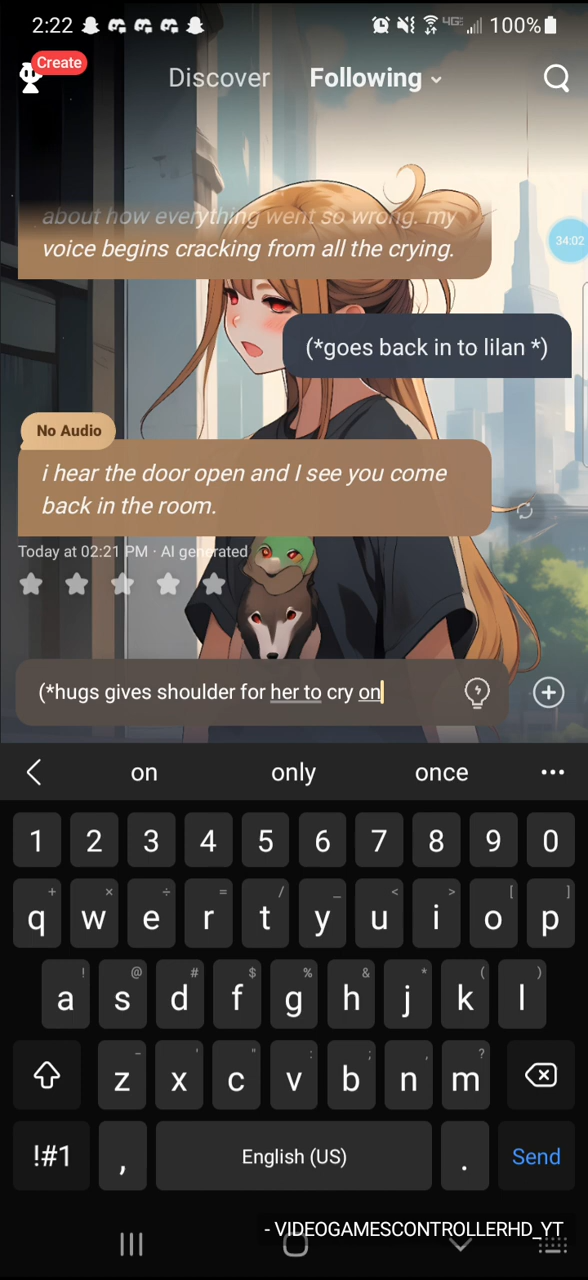 2:22
4GE
100%
Create
Discover
Following
about how everything went so wrong. my
voice begins cracking from all the crying.
34:02
(*goes back in to lilan *)
No Audio
i hear the door open and I see you come
back in the room.
Today at 02:21 PM · AI generated
(*hugs gives shoulder for her to cry on
on only once ...
1 2 3 4 5 6 7 8 9 0
+ × ÷ = / _ < > [ ]
q w e r t y u i o p
! @ # $ % & * ( )
a s d f g h j k l
- ' " : ; , ?
z x c v b n m
!#1 , English (US) . Send
- VIDEOGAMESCONTROLLERHD_YT